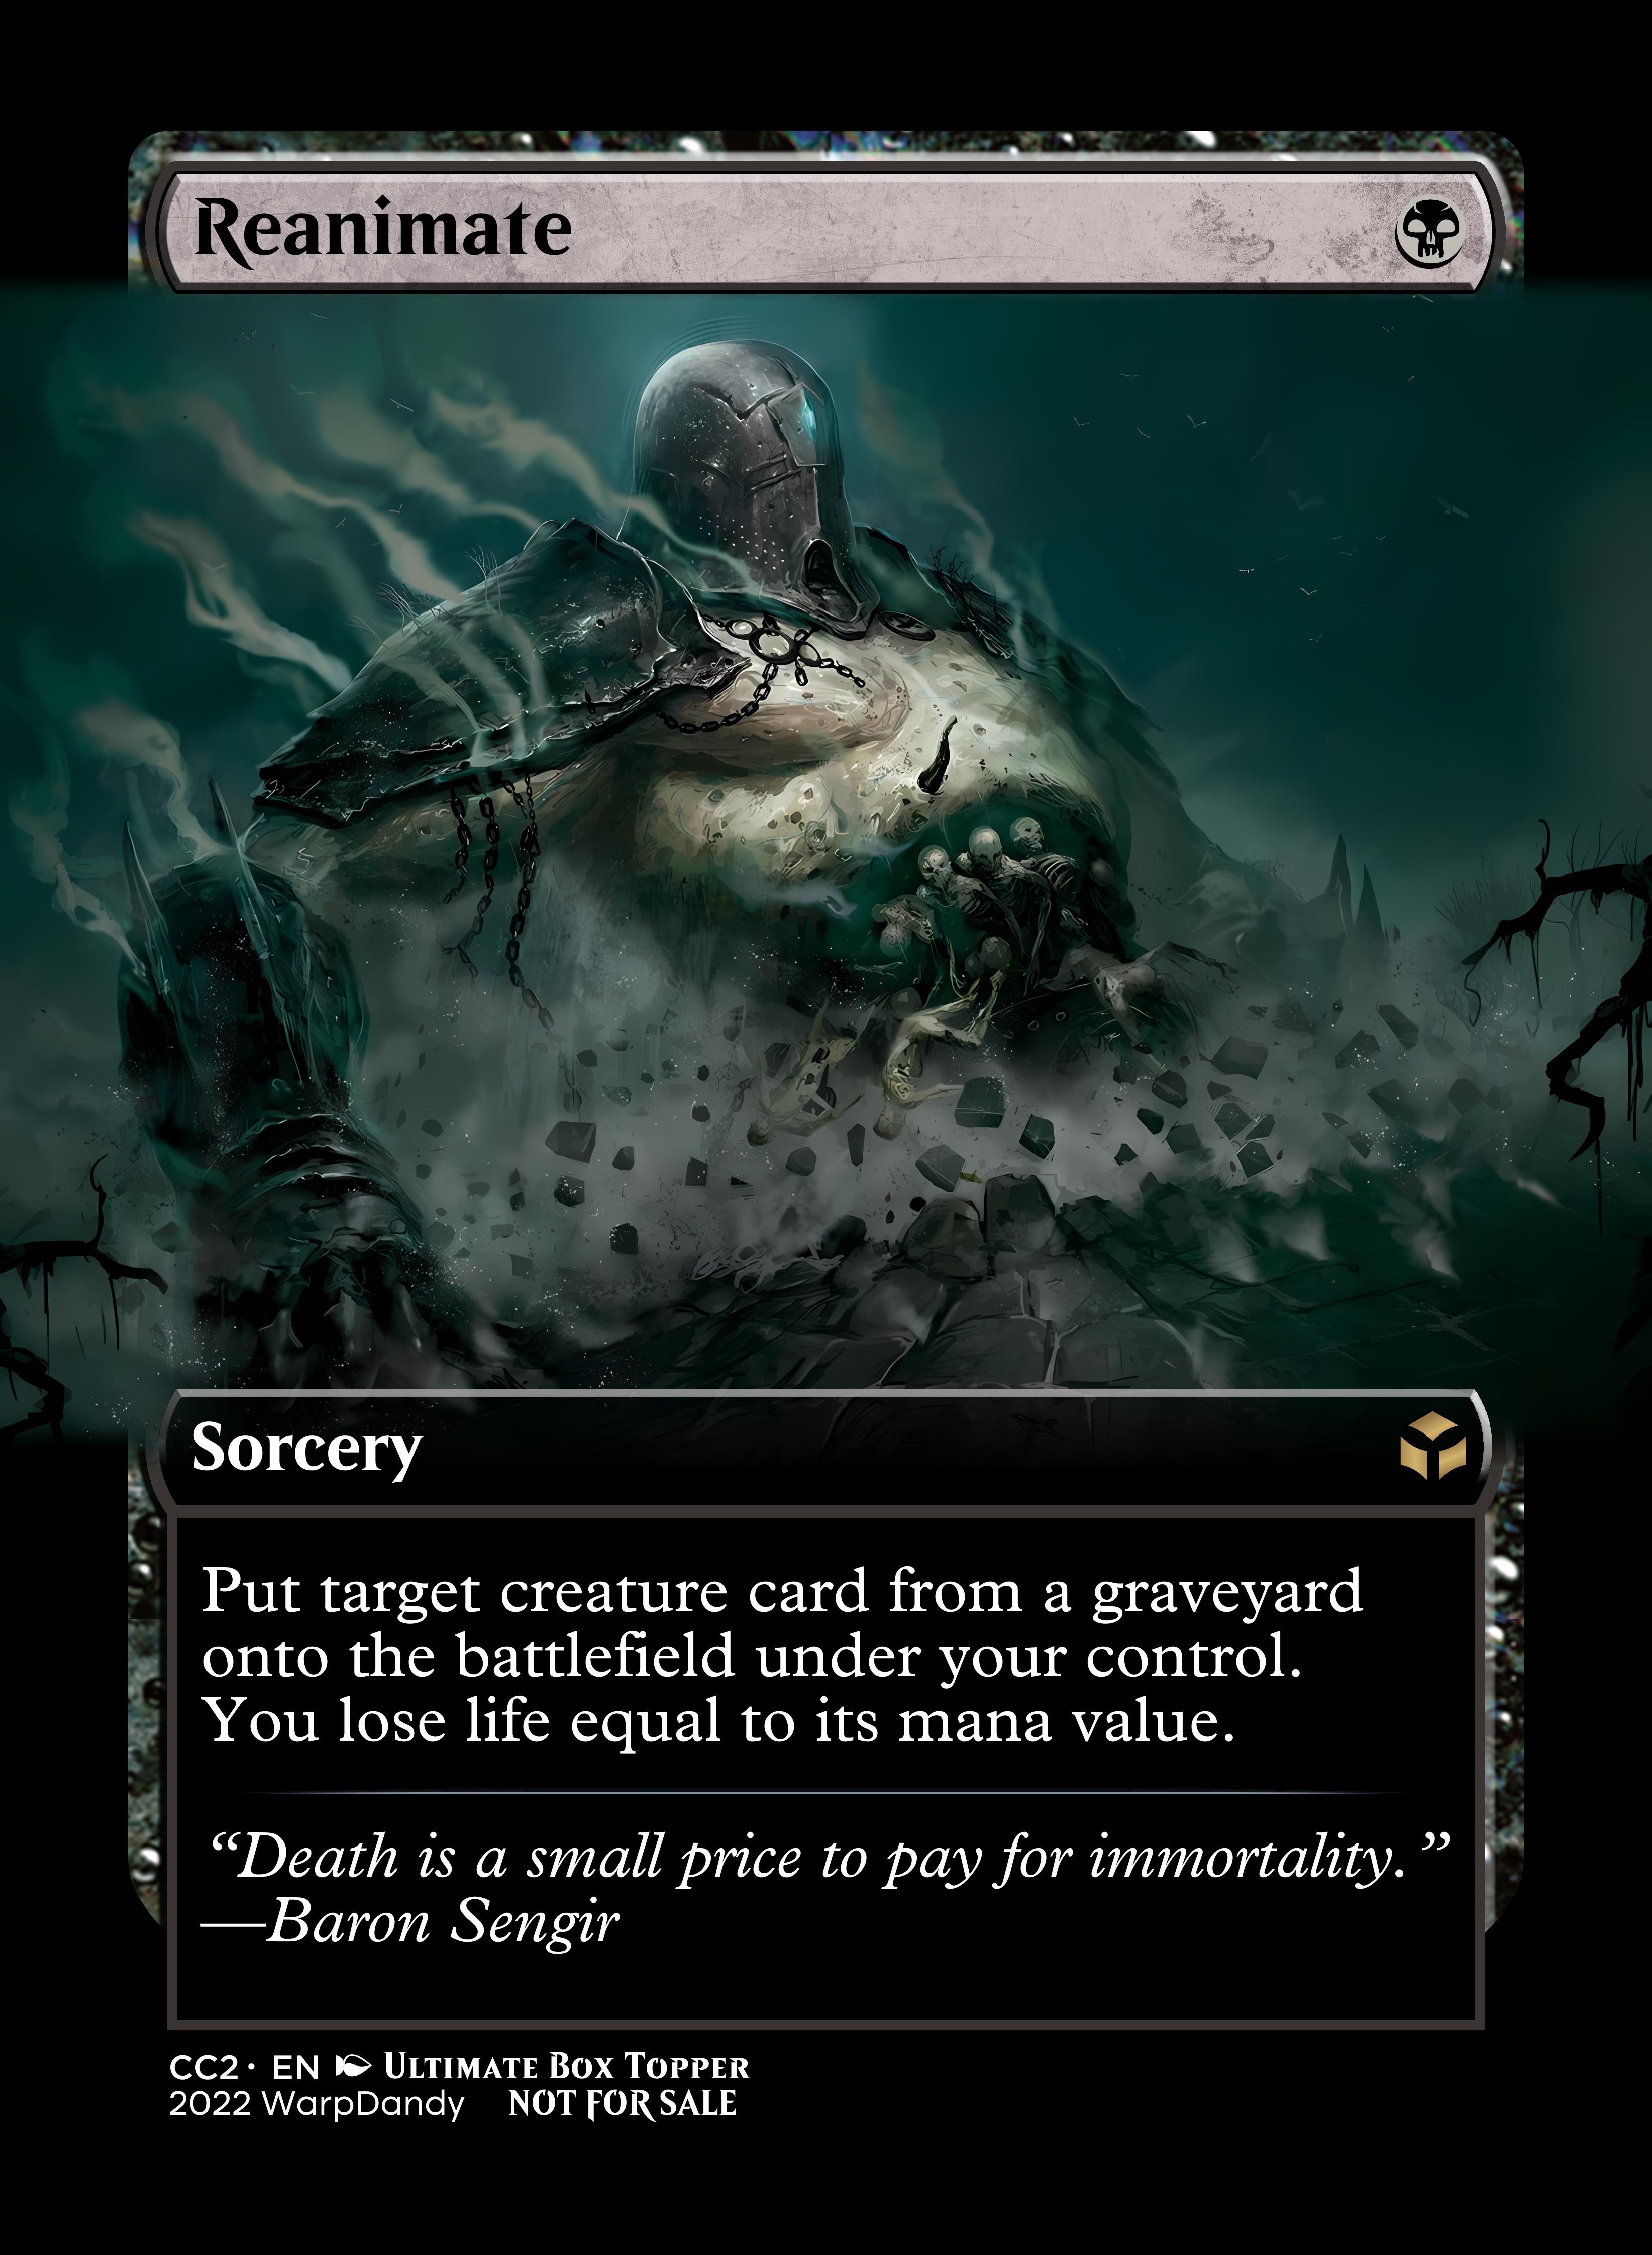 Reanimate
Sorcery
Put target creature card from a graveyard
onto the battlefield under your control.
You lose life equal to its mana value.
“Death is a small price to pay for immortality.”
—Baron Sengir
CC2 · EN ULTIMATE BOX TOPPER
2022 WarpDandy NOT FOR SALE